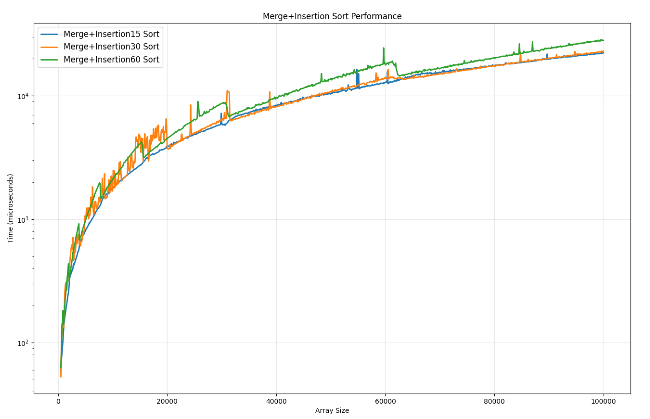 Merge+Insertion Sort Performance
Merge+Insertion15 Sort
Merge+Insertion30 Sort
Merge+Insertion60 Sort
Time (microseconds)
10⁴
10³
10²
0 20000 40000 60000 80000 100000
Array Size